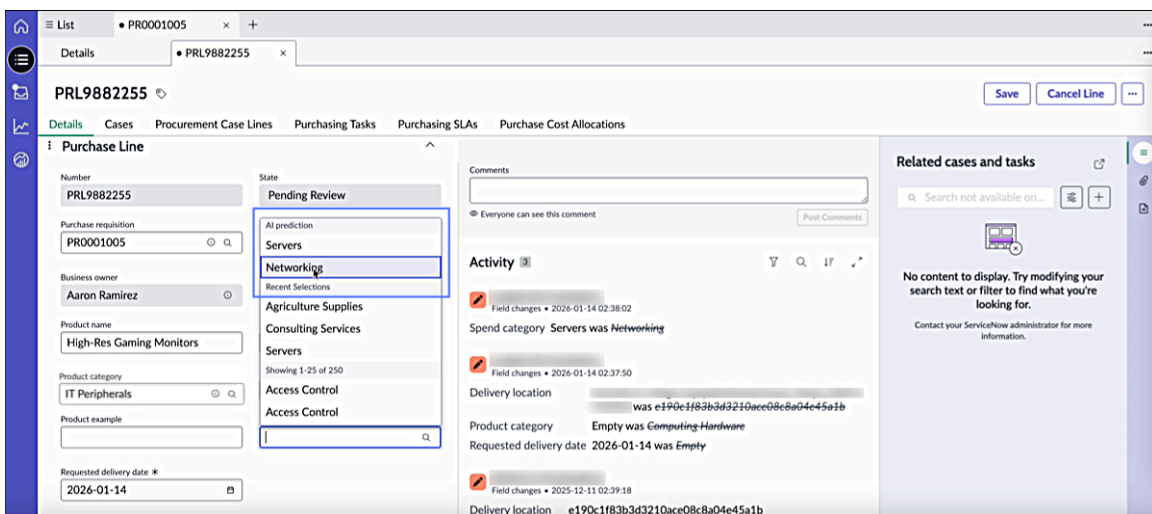 List
• PR0001005 × +
Details
• PRL9882255 ×
PRL9882255
Save
Cancel Line
Details Cases Procurement Case Lines Purchasing Tasks Purchasing SLAs Purchase Cost Allocations
Purchase Line
Number
PRL9882255
Purchase requisition
PR0001005
Business owner
Aaron Ramirez
Product name
High-Res Gaming Monitors
Product category
IT Peripherals
Product example
Requested delivery date *
2026-01-14
State
Pending Review
AI prediction
Servers
Networking
Recent Selections
Agriculture Supplies
Consulting Services
Servers
Showing 1-25 of 250
Access Control
Access Control
Comments
Everyone can see this comment
Post Comments
Activity 3
Field changes • 2026-01-14 02:38:02
Spend category Servers was Networking
Field changes • 2026-01-14 02:37:50
Delivery location
was e190c1f83b3d3210ace08c8a04e45a1b
Product category Empty was Computing Hardware
Requested delivery date 2026-01-14 was Empty
Field changes • 2025-12-11 02:39:18
Delivery location e190c1f83b3d3210ace08c8a04e45a1b
Related cases and tasks
Search not available on...
No content to display. Try modifying your
search text or filter to find what you're
looking for.
Contact your ServiceNow administrator for more
information.